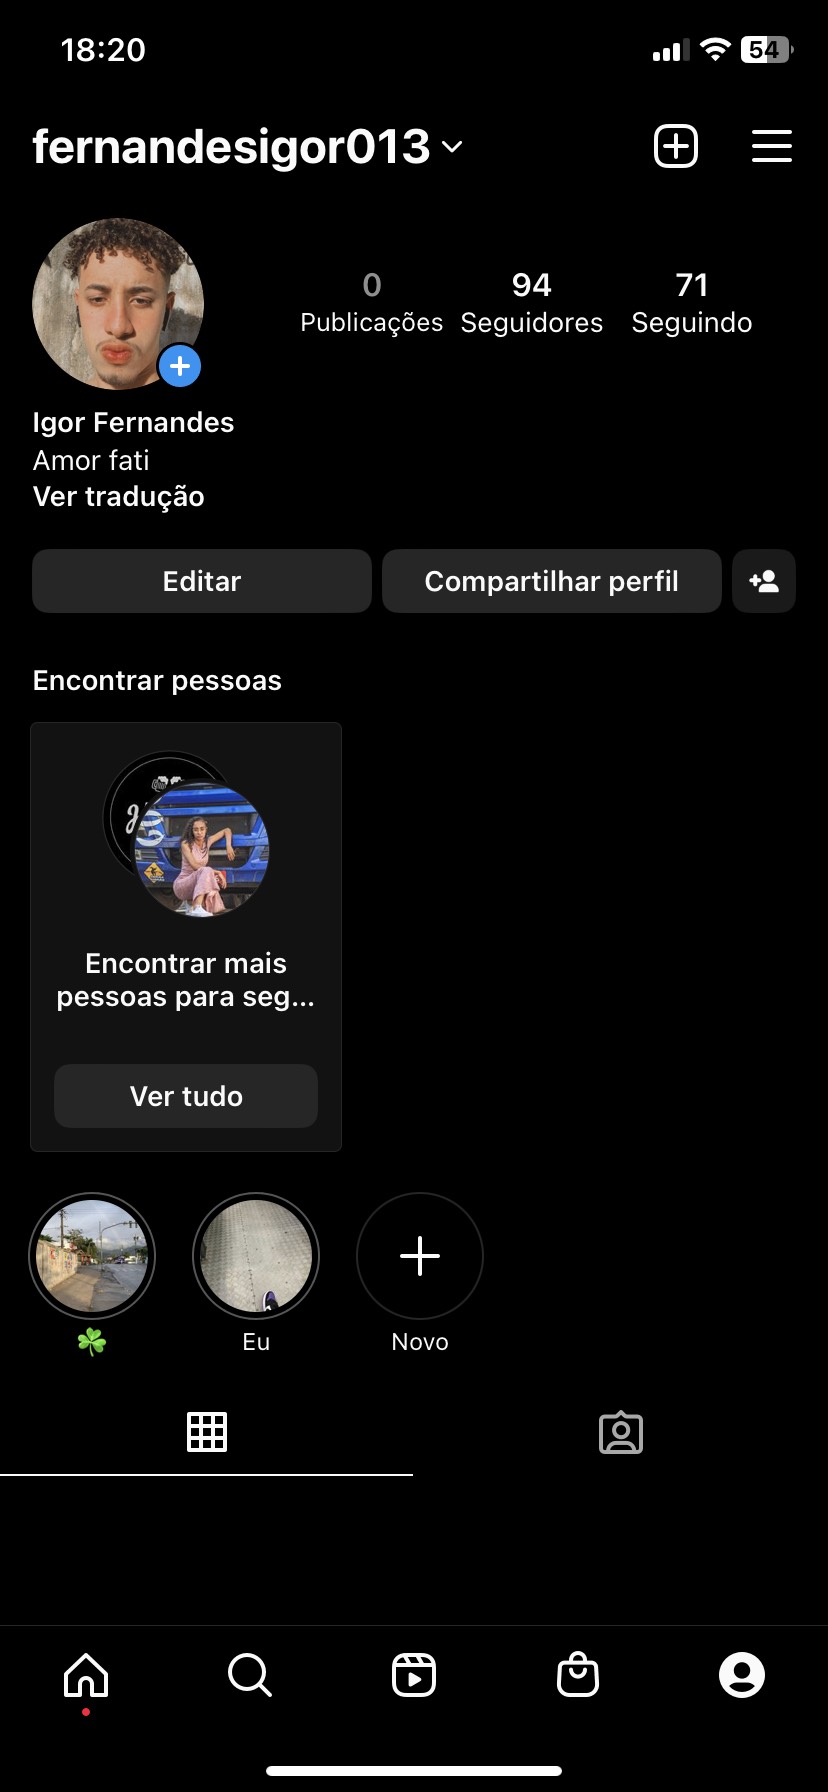 18:20
54
fernandesigor013
0
94
71
Publicações
Seguidores
Seguindo
Igor Fernandes
Amor fati
Ver tradução
Editar
Compartilhar perfil
Encontrar pessoas
Encontrar mais
pessoas para seg...
Ver tudo
Eu
Novo